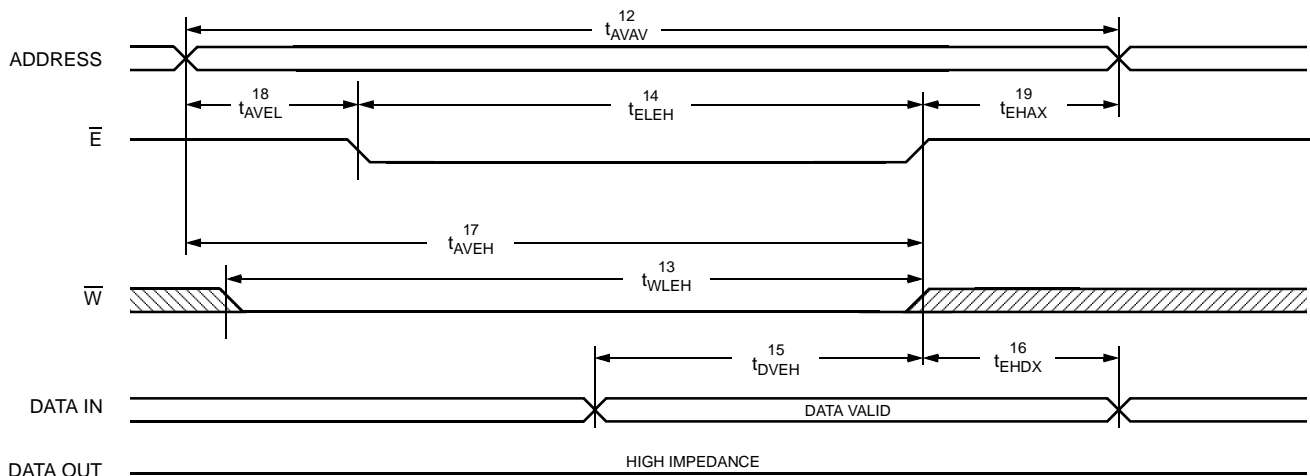 12
tAVAV
ADDRESS
18
tAVEL
14
tELEH
19
tEHAX
E
17
tAVEH
13
tWLEH
W
15
tDVEH
16
tEHDX
DATA IN
DATA VALID
DATA OUT
HIGH IMPEDANCE